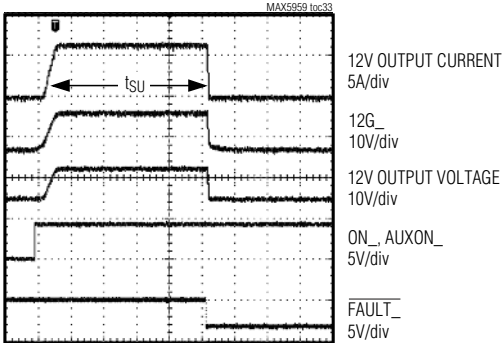 MAX5959 toc33
T
12V OUTPUT CURRENT
5A/div
tSU
12G_
10V/div
12V OUTPUT VOLTAGE
10V/div
ON_, AUXON_
5V/div
FAULT_
5V/div